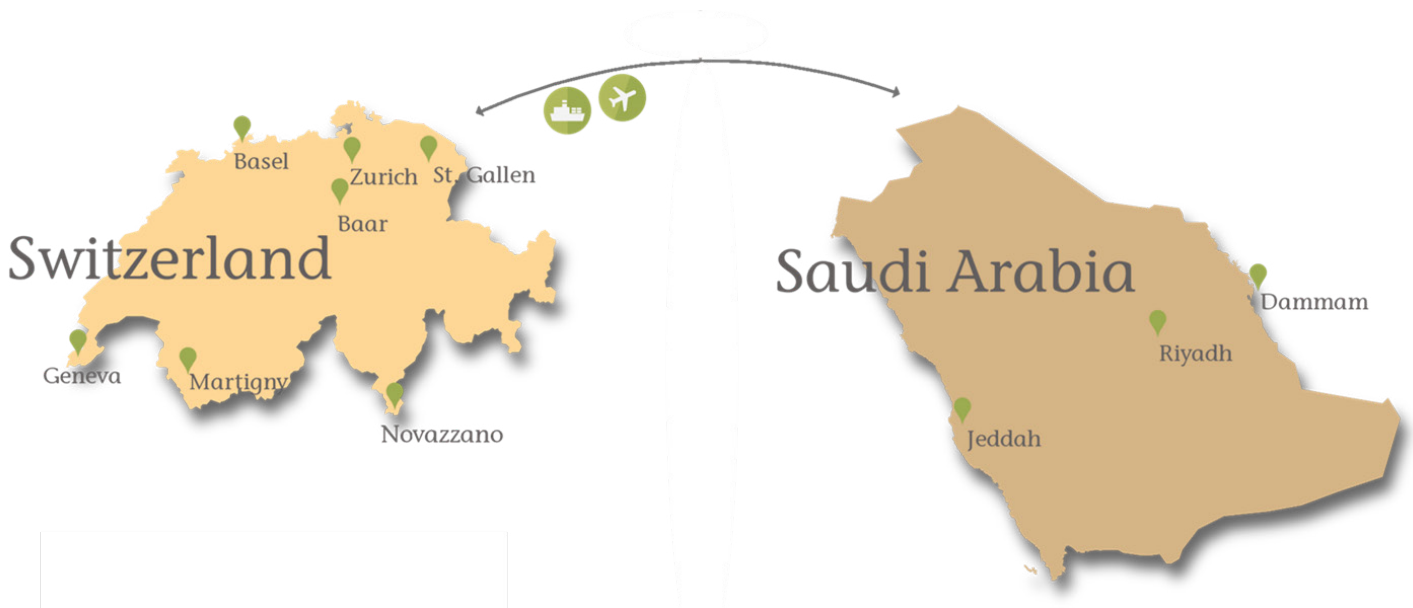 Basel
Zurich
St. Gallen
Baar
Switzerland
Geneva
Martigny
Novazzano
Saudi Arabia
Dammam
Riyadh
Jeddah